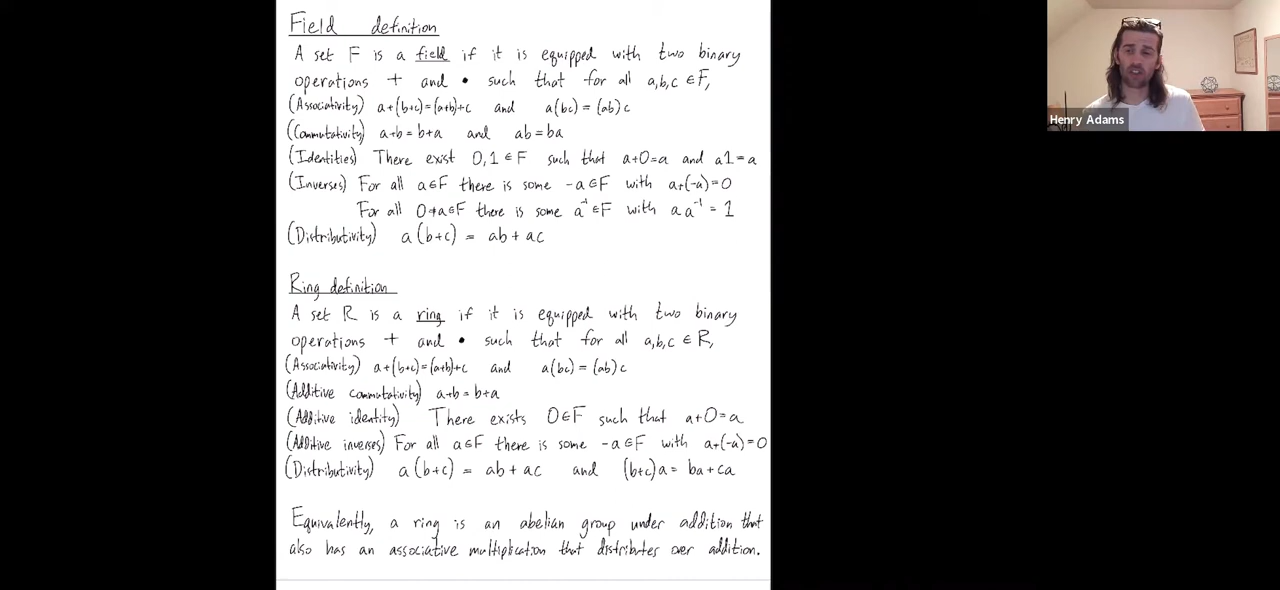 Field definition
A set F is a field if it is equipped with two binary
operations + and • such that for all a,b,c ∈ F,
(Associativity) a+(b+c)=(a+b)+c and a(bc)=(ab)c
(Commutativity) a+b=b+a and ab=ba
(Identities) There exist 0,1 ∈ F such that a+0=a and a1=a
(Inverses) For all a∈F there is some -a∈F with a+(-a)=0
For all 0≠a∈F there is some a⁻¹∈F with a a⁻¹ = 1
(Distributivity) a(b+c) = ab + ac
Ring definition
A set R is a ring if it is equipped with two binary
operations + and • such that for all a,b,c ∈ R,
(Associativity) a+(b+c)=(a+b)+c and a(bc)=(ab)c
(Additive commutativity) a+b=b+a
(Additive identity) There exists 0∈F such that a+0=a
(Additive inverses) For all a∈F there is some -a∈F with a+(-a)=0
(Distributivity) a(b+c) = ab + ac and (b+c)a = ba + ca
Equivalently, a ring is an abelian group under addition that
also has an associative multiplication that distributes over addition.
Henry Adams